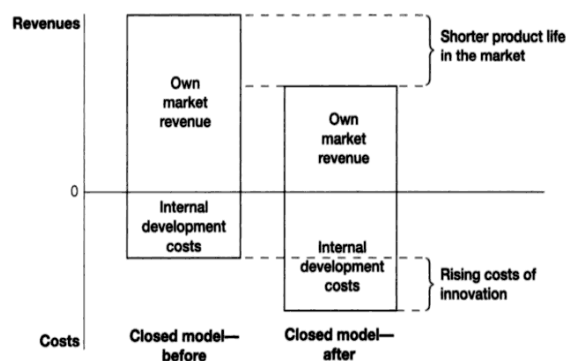 Revenues
Shorter product life
in the market
Own
market
revenue
Own
market
revenue
0
Internal
development
costs
Internal
development
costs
Rising costs of
innovation
Costs
Closed model—
before
Closed model—
after